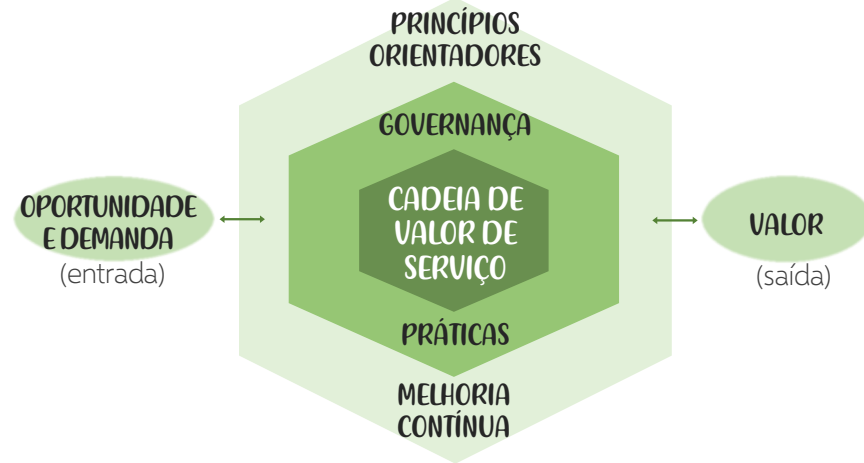 PRINCÍPIOS
ORIENTADORES
GOVERNANÇA
OPORTUNIDADE
E DEMANDA
(entrada)
CADEIA DE
VALOR DE
SERVIÇO
VALOR
(saída)
PRÁTICAS
MELHORIA
CONTÍNUA